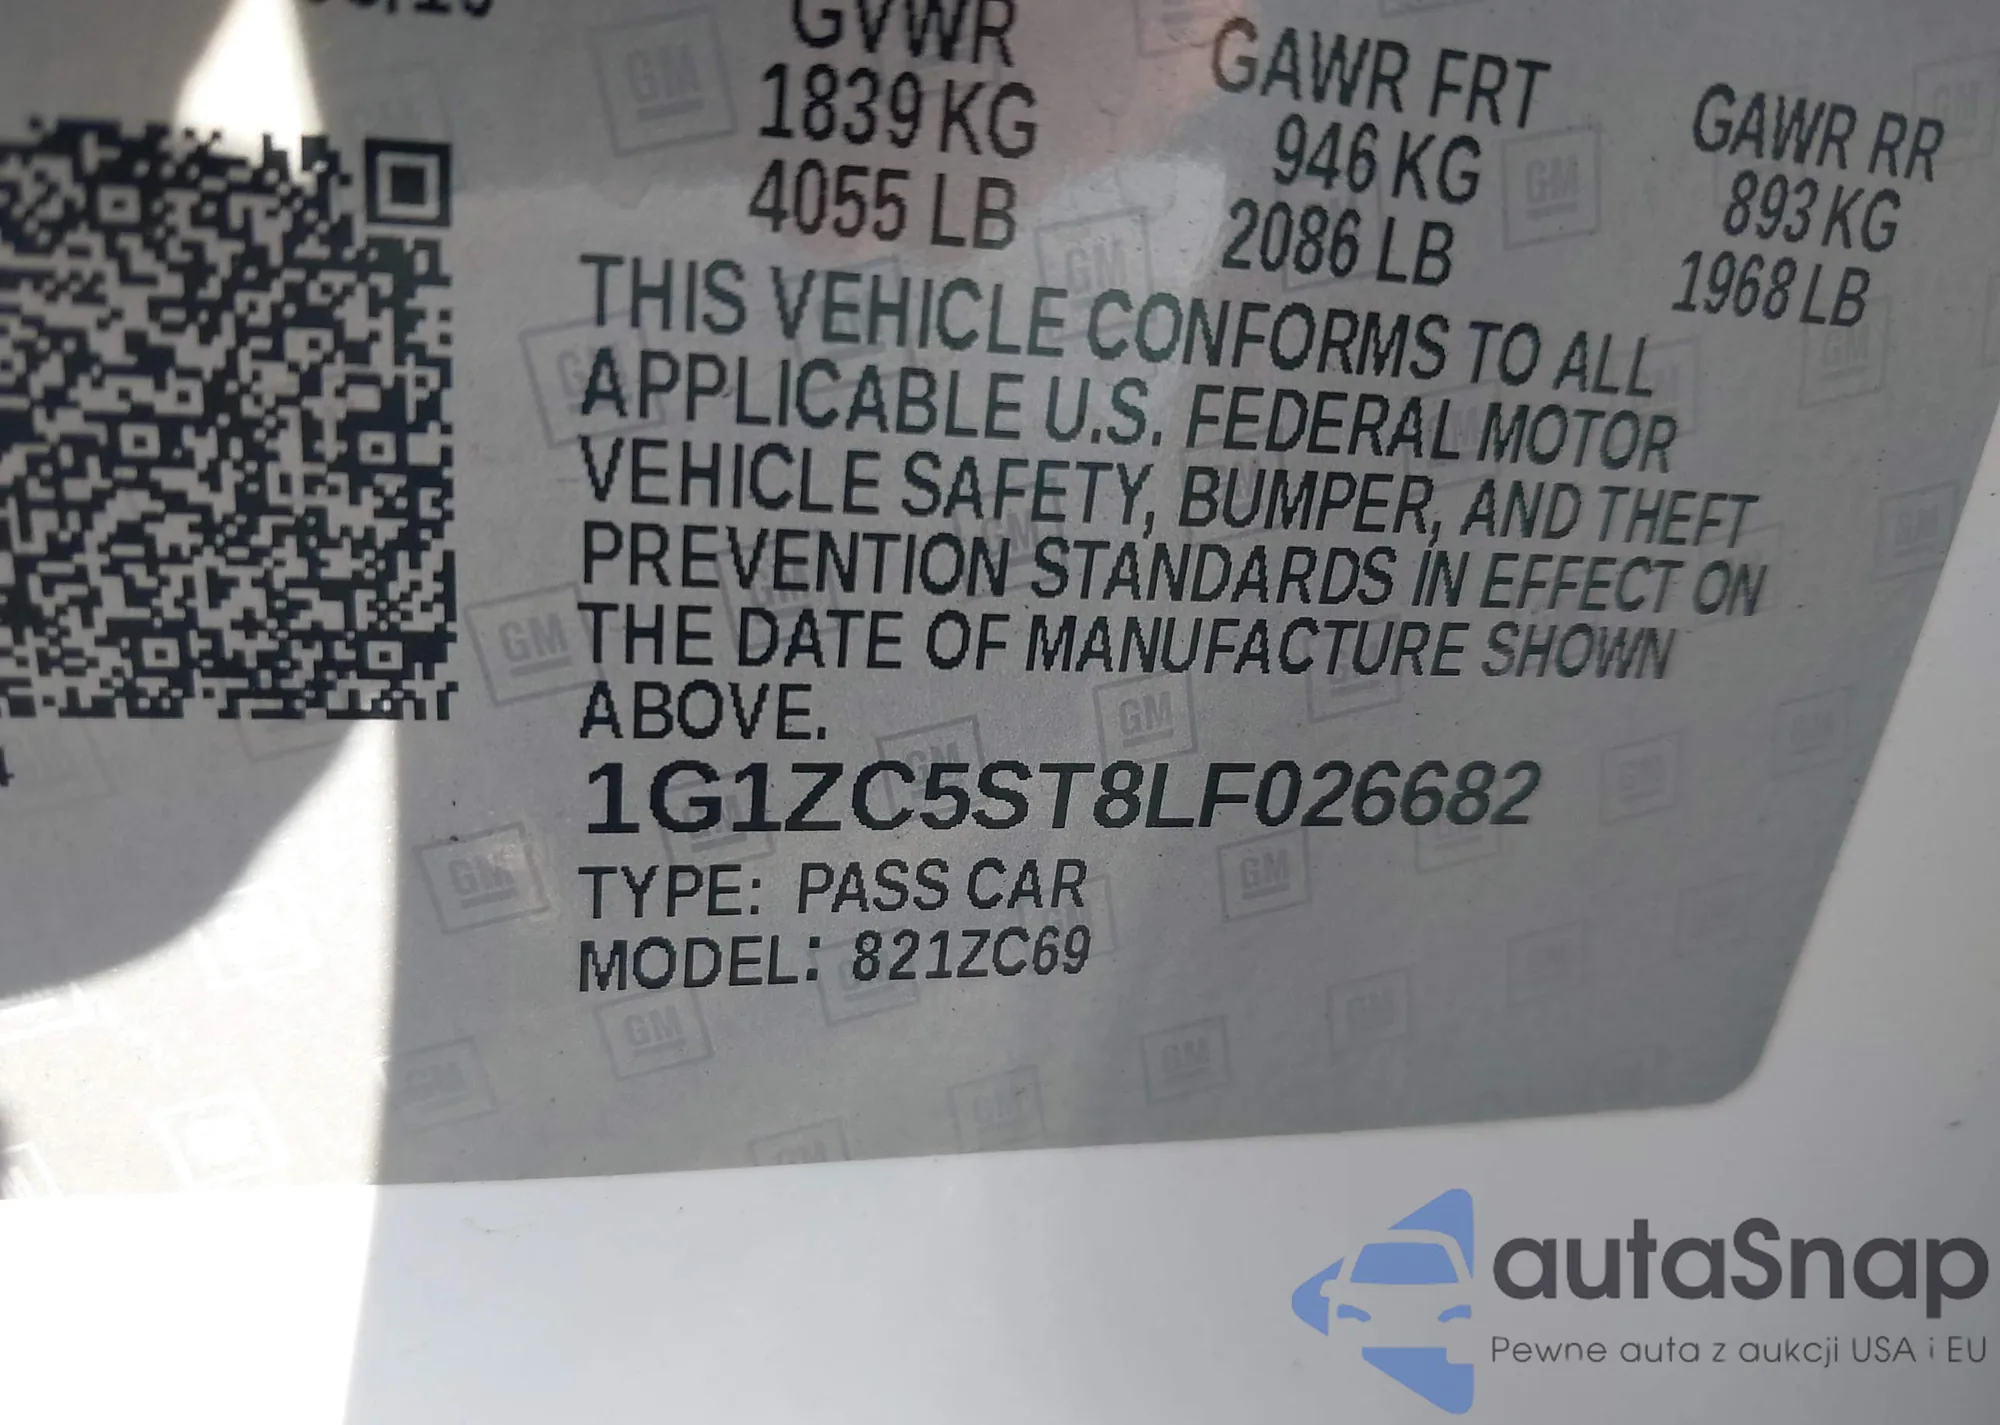 GVWR
1839 KG
4055 LB
GAWR FRT
946 KG
2086 LB
GAWR RR
893 KG
1968 LB
THIS VEHICLE CONFORMS TO ALL
APPLICABLE U.S. FEDERAL MOTOR
VEHICLE SAFETY, BUMPER, AND THEFT
PREVENTION STANDARDS IN EFFECT ON
THE DATE OF MANUFACTURE SHOWN
ABOVE.
1G1ZC5ST8LF026682
TYPE: PASS CAR
MODEL: 821ZC69
GM
autaSnap
Pewne auta z aukcji USA i EU